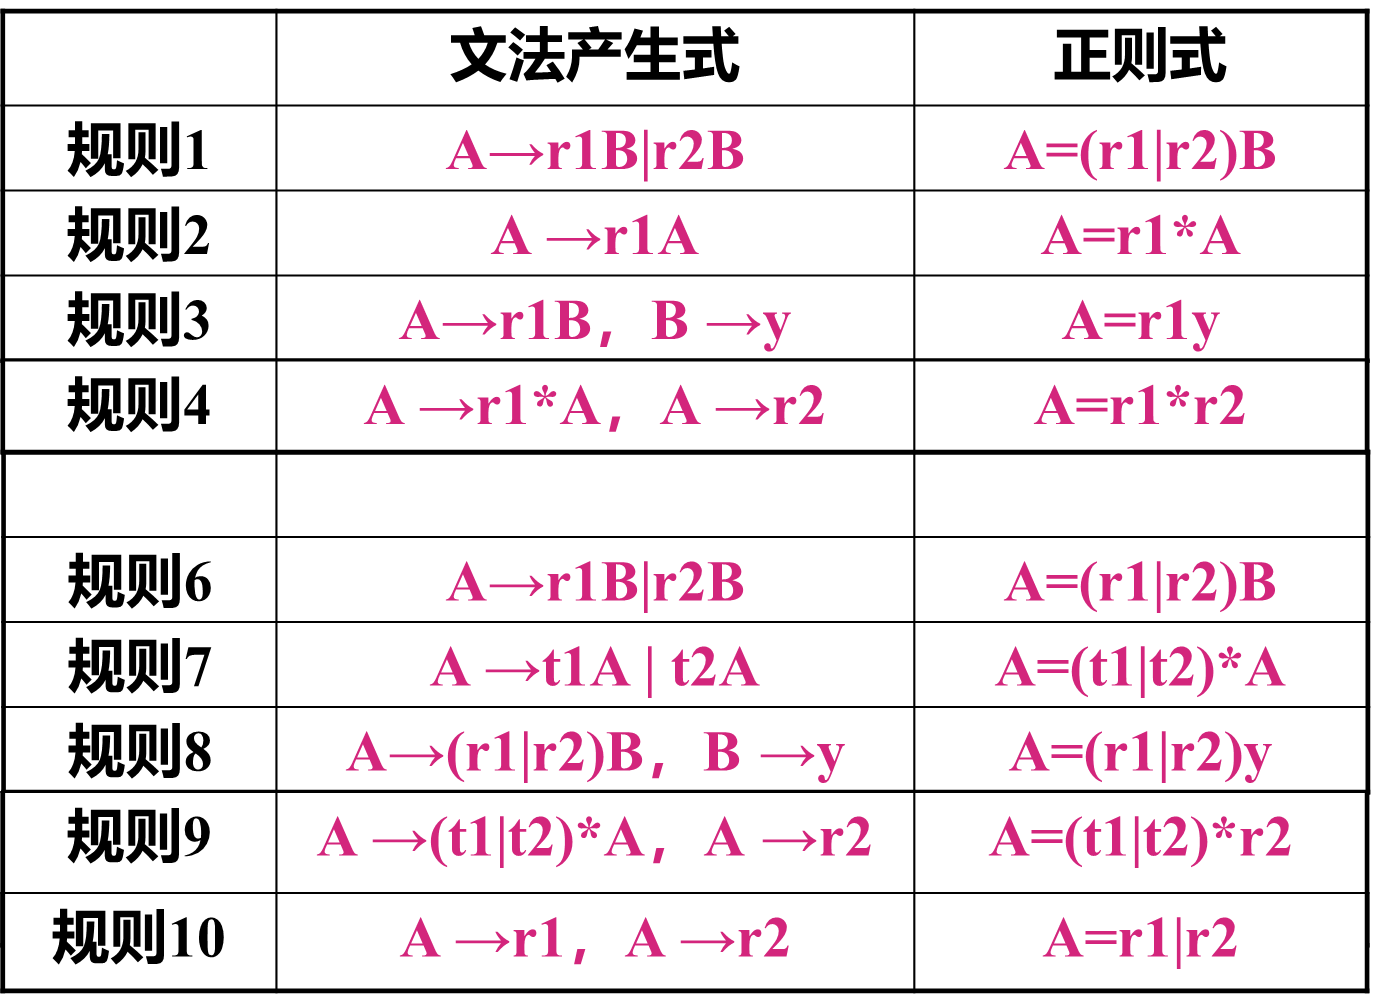 文法产生式 正则式
规则1 A→r1B|r2B A=(r1|r2)B
规则2 A →r1A A=r1*A
规则3 A→r1B，B →y A=r1y
规则4 A →r1*A，A →r2 A=r1*r2
规则6 A→r1B|r2B A=(r1|r2)B
规则7 A →t1A | t2A A=(t1|t2)*A
规则8 A→(r1|r2)B，B →y A=(r1|r2)y
规则9 A →(t1|t2)*A，A →r2 A=(t1|t2)*r2
规则10 A →r1，A →r2 A=r1|r2